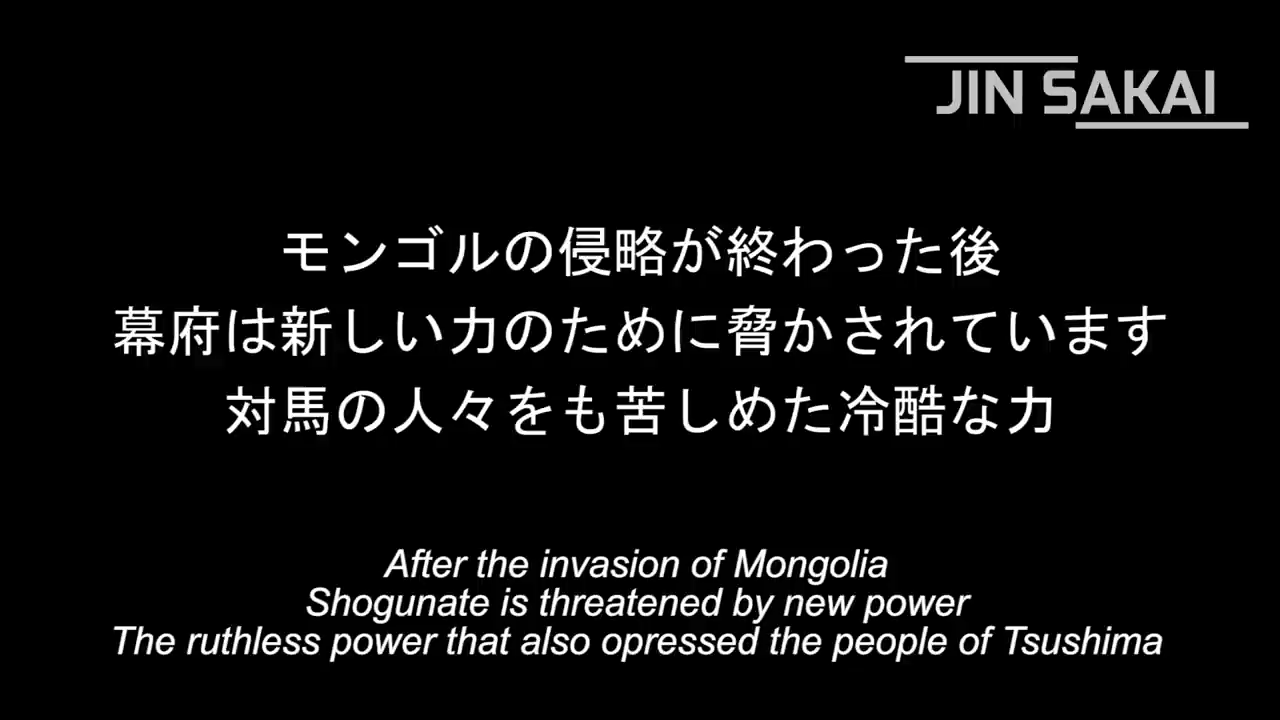 JIN SAKAI
モンゴルの侵略が終わった後
幕府は新しい力のために脅かされています
対馬の人々をも苦しめた冷酷な力
After the invasion of Mongolia
Shogunate is threatened by new power
The ruthless power that also opressed the people of Tsushima